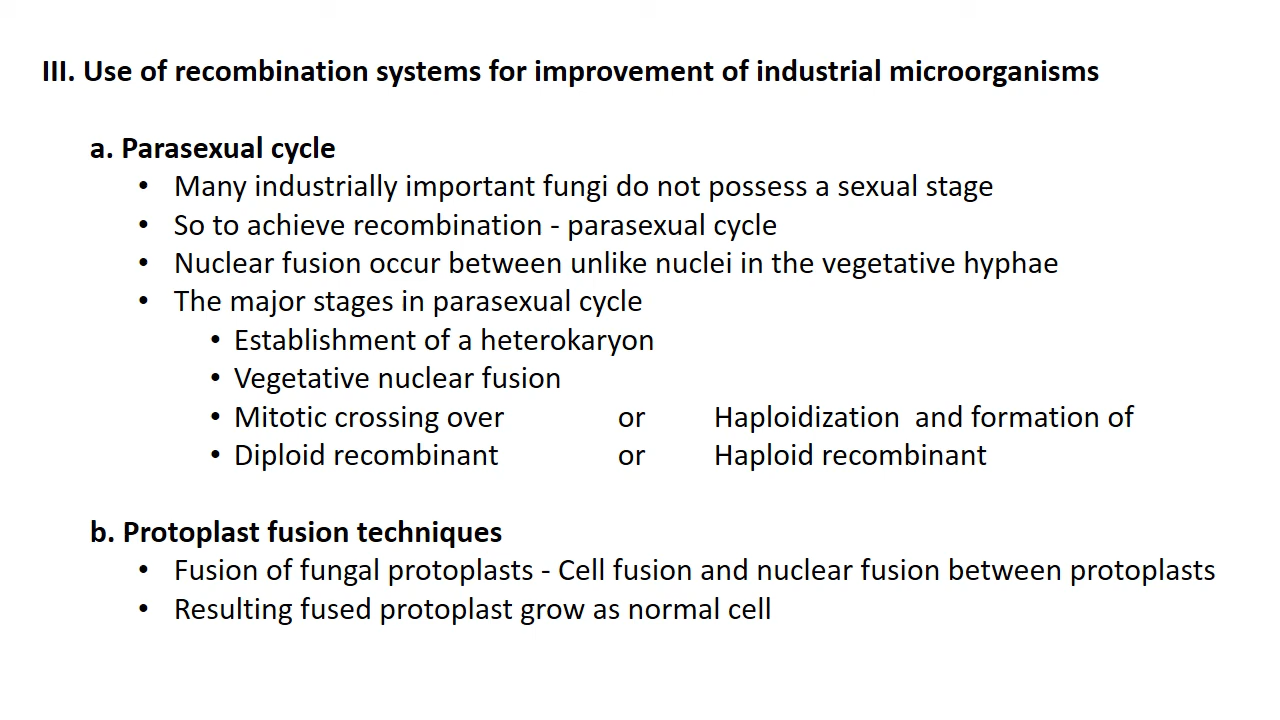 III. Use of recombination systems for improvement of industrial microorganisms
a. Parasexual cycle
• Many industrially important fungi do not possess a sexual stage
• So to achieve recombination - parasexual cycle
• Nuclear fusion occur between unlike nuclei in the vegetative hyphae
• The major stages in parasexual cycle
• Establishment of a heterokaryon
• Vegetative nuclear fusion
• Mitotic crossing over or Haploidization and formation of
• Diploid recombinant or Haploid recombinant
b. Protoplast fusion techniques
• Fusion of fungal protoplasts - Cell fusion and nuclear fusion between protoplasts
• Resulting fused protoplast grow as normal cell